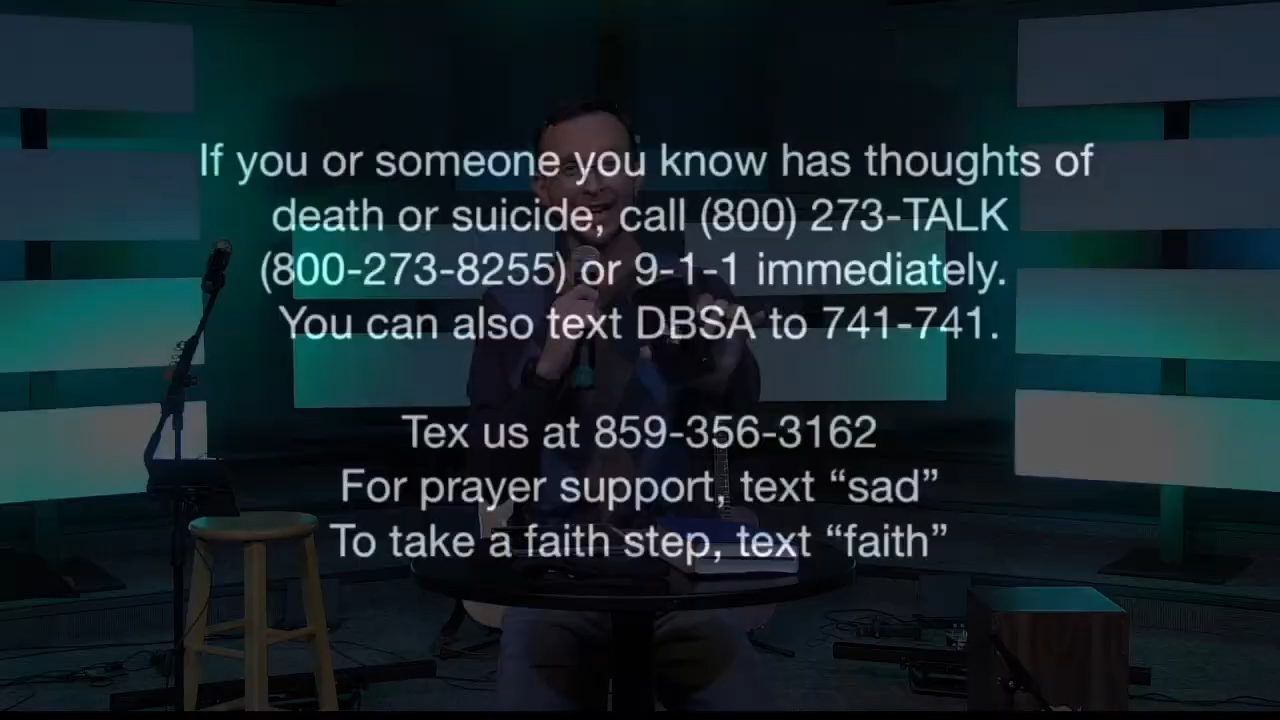 If you or someone you know has thoughts of
death or suicide, call (800) 273-TALK
(800-273-8255) or 9-1-1 immediately.
You can also text DBSA to 741-741.
Tex us at 859-356-3162
For prayer support, text “sad”
To take a faith step, text “faith”